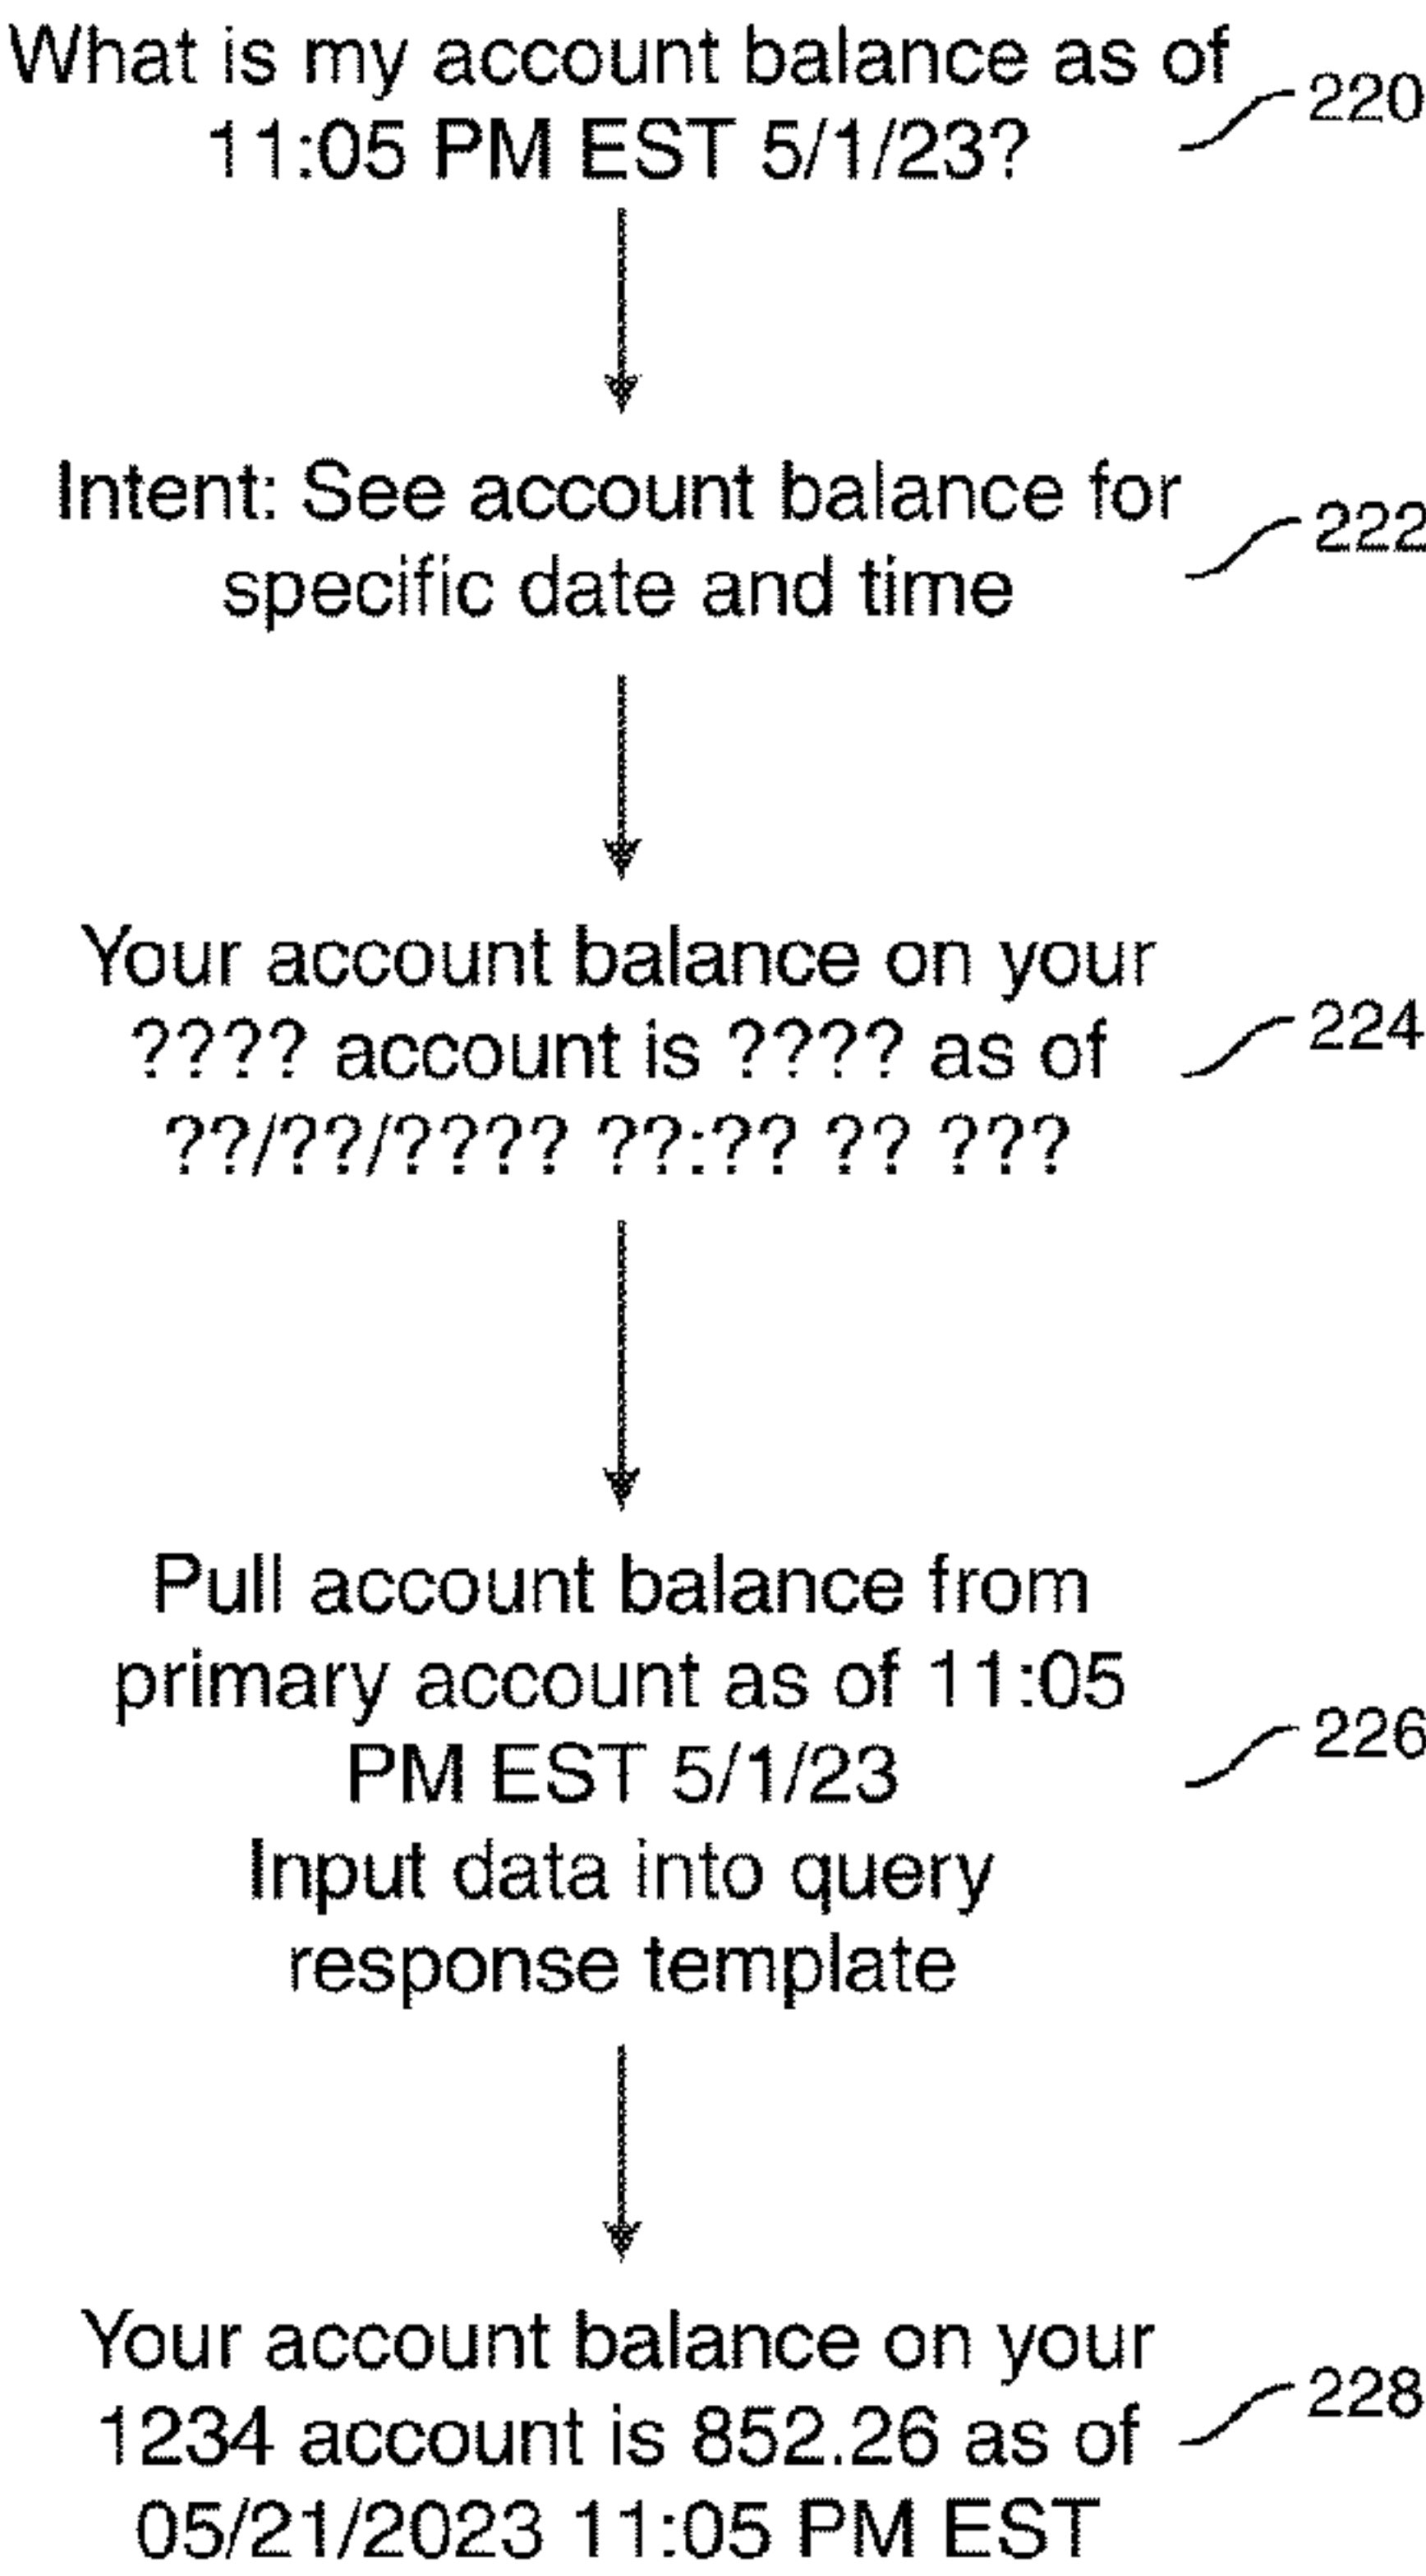 What is my account balance as of
11:05 PM EST 5/1/23?
220
Intent: See account balance for
specific date and time
222
Your account balance on your
???? account is ???? as of
??/??/???? ??:?? ?? ???
224
Pull account balance from
primary account as of 11:05
PM EST 5/1/23
Input data into query
response template
226
Your account balance on your
1234 account is 852.26 as of
05/21/2023 11:05 PM EST
228